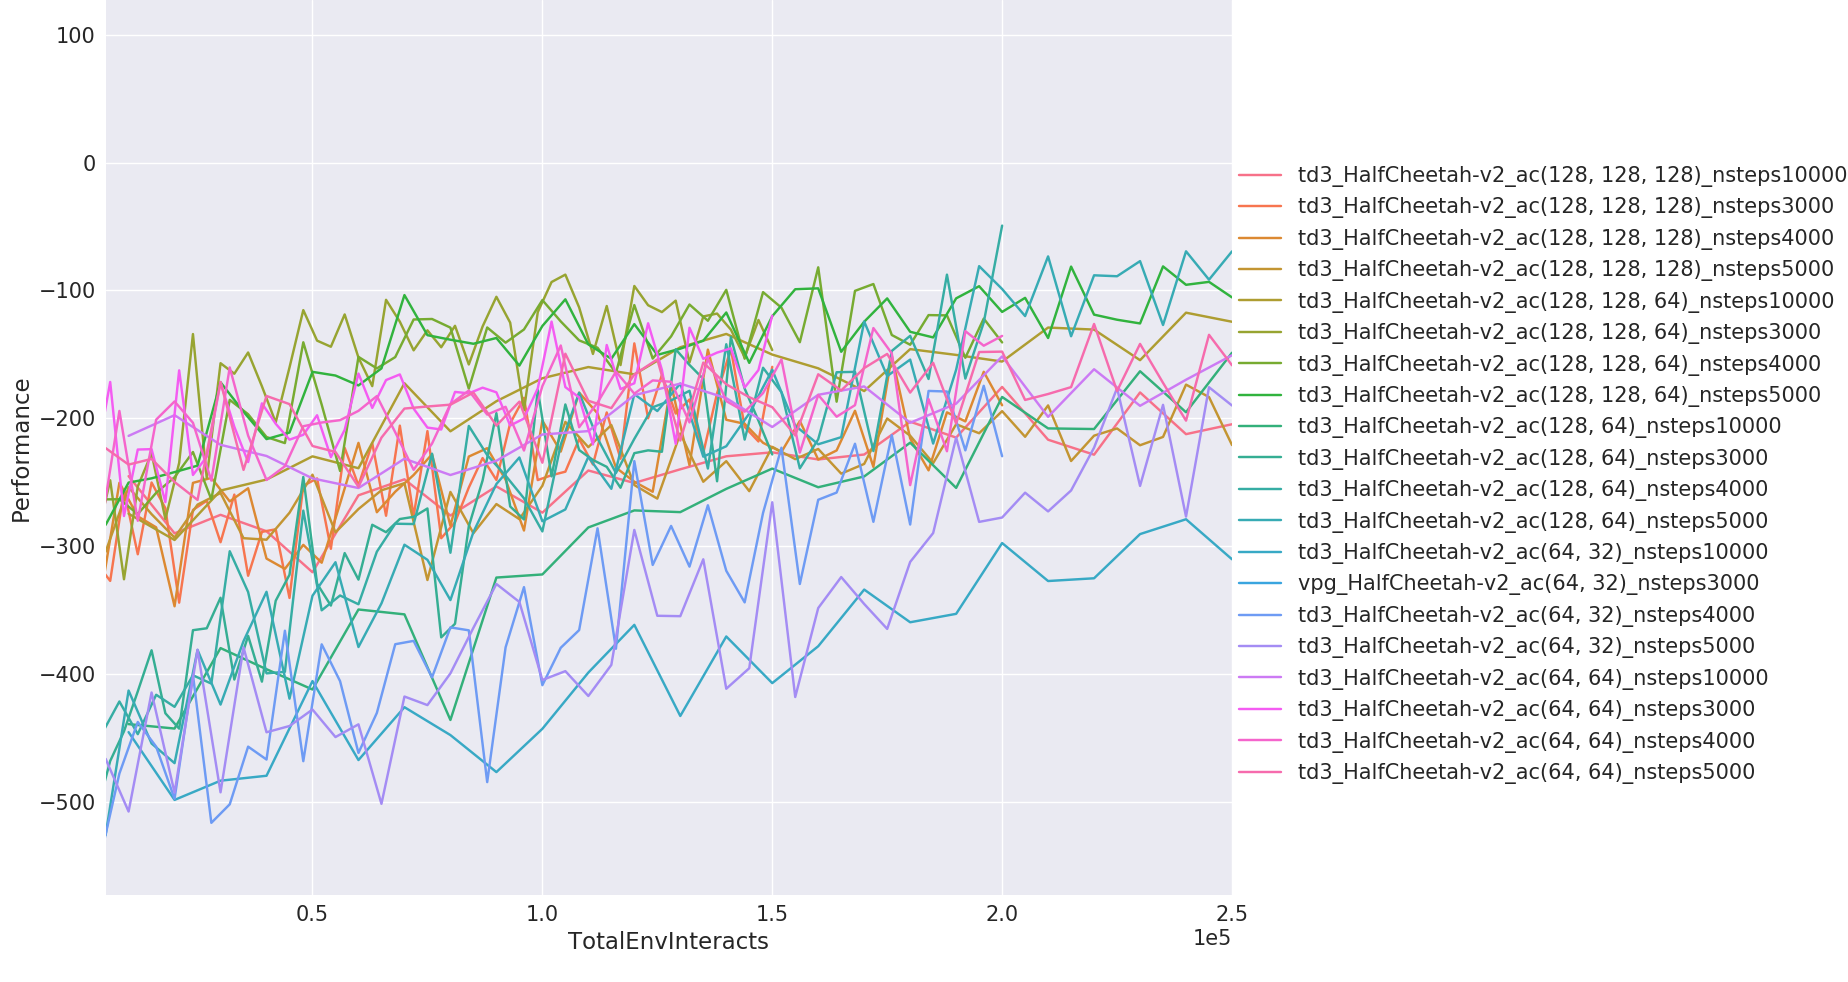 100
0
−100
−200
−300
−400
−500
Performance
0.5
1.0
1.5
2.0
2.5
1e5
TotalEnvInteracts
td3_HalfCheetah-v2_ac(128, 128, 128)_nsteps10000
td3_HalfCheetah-v2_ac(128, 128, 128)_nsteps3000
td3_HalfCheetah-v2_ac(128, 128, 128)_nsteps4000
td3_HalfCheetah-v2_ac(128, 128, 128)_nsteps5000
td3_HalfCheetah-v2_ac(128, 128, 64)_nsteps10000
td3_HalfCheetah-v2_ac(128, 128, 64)_nsteps3000
td3_HalfCheetah-v2_ac(128, 128, 64)_nsteps4000
td3_HalfCheetah-v2_ac(128, 128, 64)_nsteps5000
td3_HalfCheetah-v2_ac(128, 64)_nsteps10000
td3_HalfCheetah-v2_ac(128, 64)_nsteps3000
td3_HalfCheetah-v2_ac(128, 64)_nsteps4000
td3_HalfCheetah-v2_ac(128, 64)_nsteps5000
td3_HalfCheetah-v2_ac(64, 32)_nsteps10000
vpg_HalfCheetah-v2_ac(64, 32)_nsteps3000
td3_HalfCheetah-v2_ac(64, 32)_nsteps4000
td3_HalfCheetah-v2_ac(64, 32)_nsteps5000
td3_HalfCheetah-v2_ac(64, 64)_nsteps10000
td3_HalfCheetah-v2_ac(64, 64)_nsteps3000
td3_HalfCheetah-v2_ac(64, 64)_nsteps4000
td3_HalfCheetah-v2_ac(64, 64)_nsteps5000